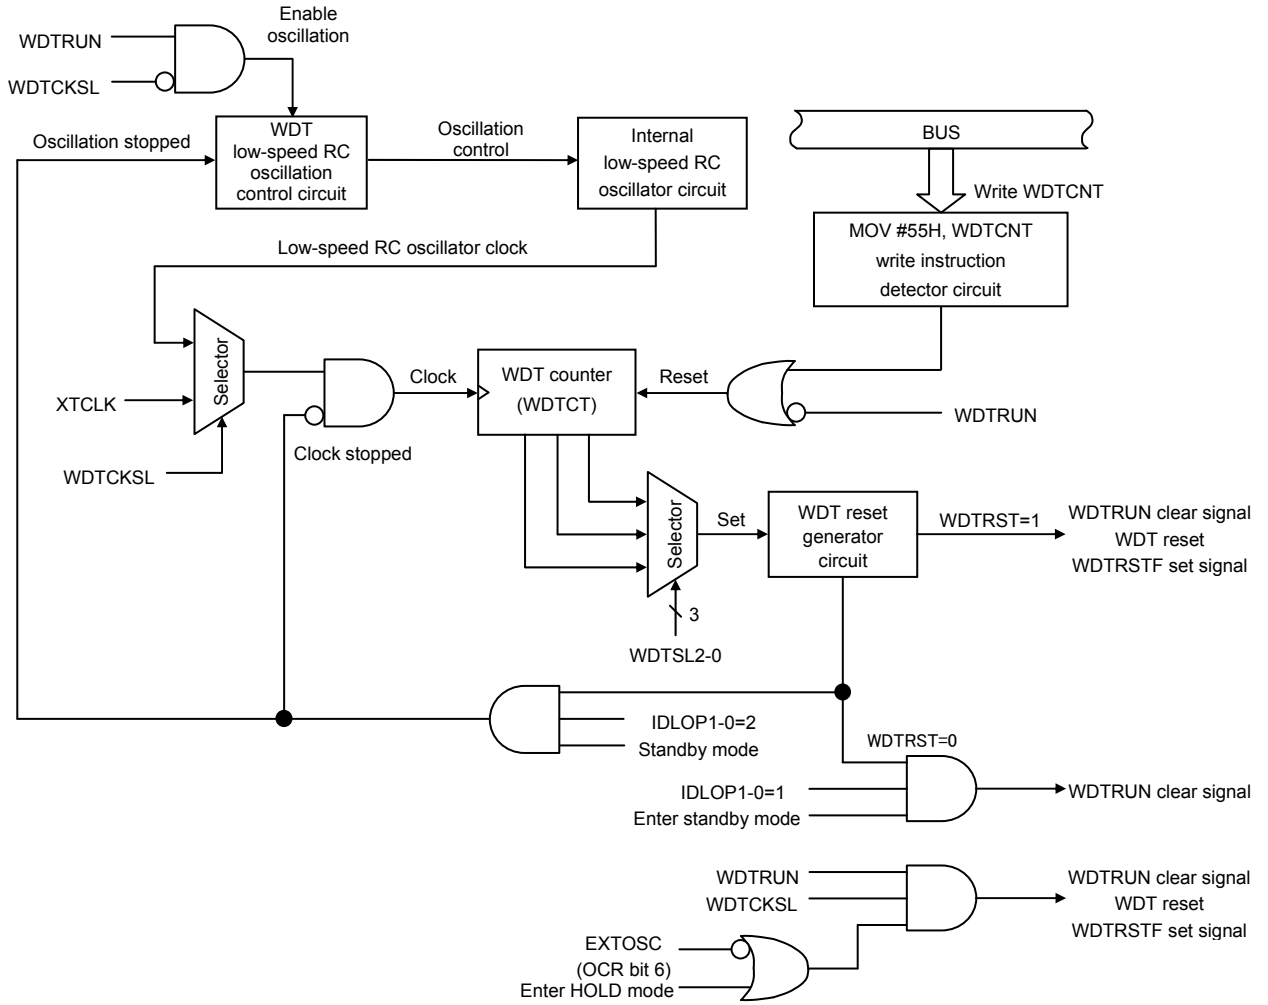 Enable
oscillation
WDTRUN
WDTCKSL
Oscillation stopped
WDT
low-speed RC
oscillation
control circuit
Oscillation
control
Internal
low-speed RC
oscillator circuit
BUS
Write WDTCNT
MOV #55H, WDTCNT
write instruction
detector circuit
Low-speed RC oscillator clock
Selector
XTCLK
WDTCKSL
Clock stopped
Clock
WDT counter
(WDTCT)
Reset
WDTRUN
Selector
3
WDTSL2-0
Set
WDT reset
generator
circuit
WDTRST=1
WDTRUN clear signal
WDT reset
WDTRSTF set signal
IDLOP1-0=2
Standby mode
WDTRST=0
IDLOP1-0=1
Enter standby mode
WDTRUN clear signal
WDTRUN
WDTCKSL
EXTOSC
(OCR bit 6)
Enter HOLD mode
WDTRUN clear signal
WDT reset
WDTRSTF set signal